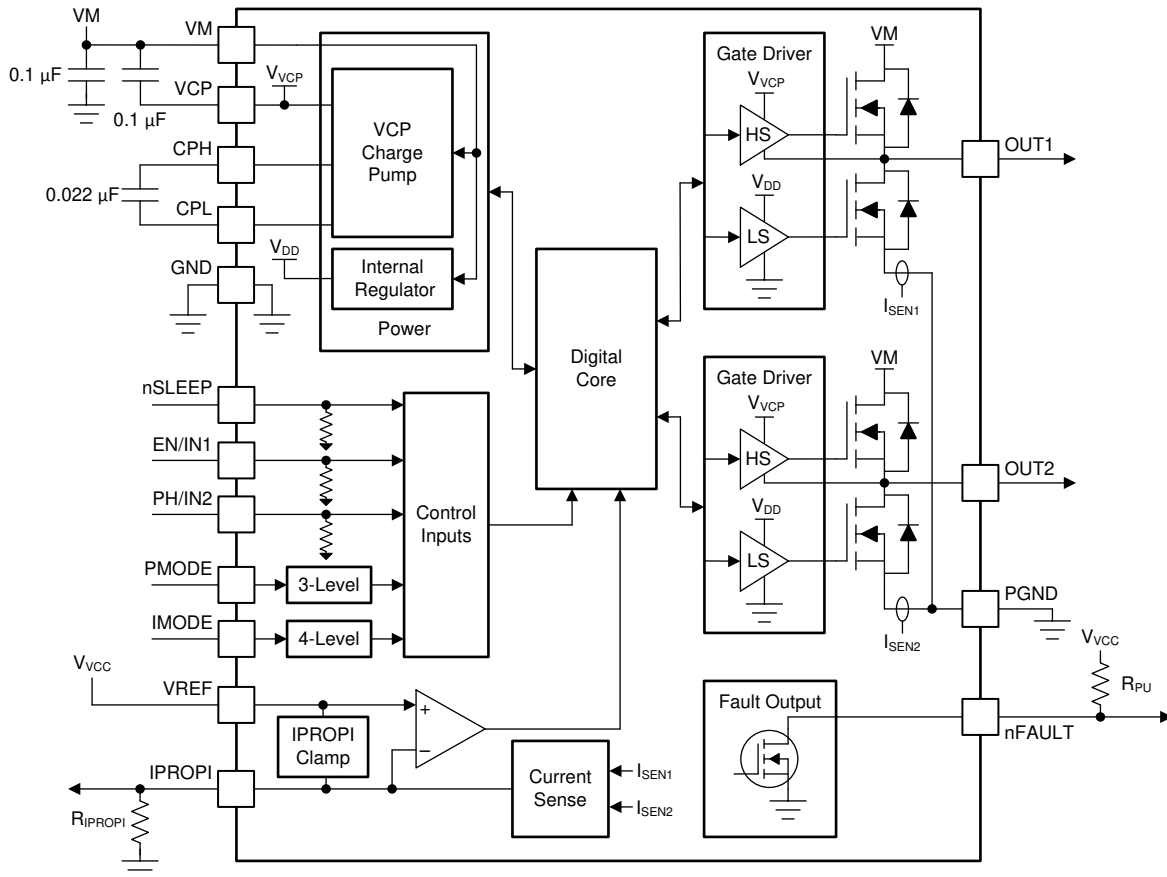 VM
VM
0.1 µF
0.1 µF
VCP
V_VCP
CPH
0.022 µF
CPL
GND
VCP
Charge
Pump
V_DD
Internal
Regulator
Power
nSLEEP
EN/IN1
PH/IN2
PMODE
3-Level
IMODE
4-Level
Control
Inputs
Digital
Core
V_VCC
VREF
IPROPI
Clamp
+
−
IPROPI
R_IPROPI
Current
Sense
I_SEN1
I_SEN2
Gate Driver
V_VCP
HS
V_DD
LS
VM
OUT1
I_SEN1
Gate Driver
V_VCP
HS
V_DD
LS
VM
OUT2
PGND
I_SEN2
Fault Output
V_VCC
R_PU
nFAULT